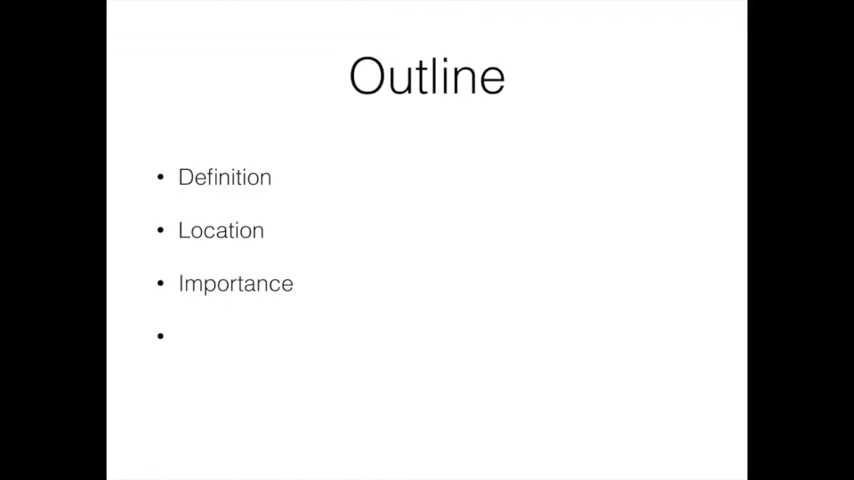 Outline
• Definition
• Location
• Importance
•